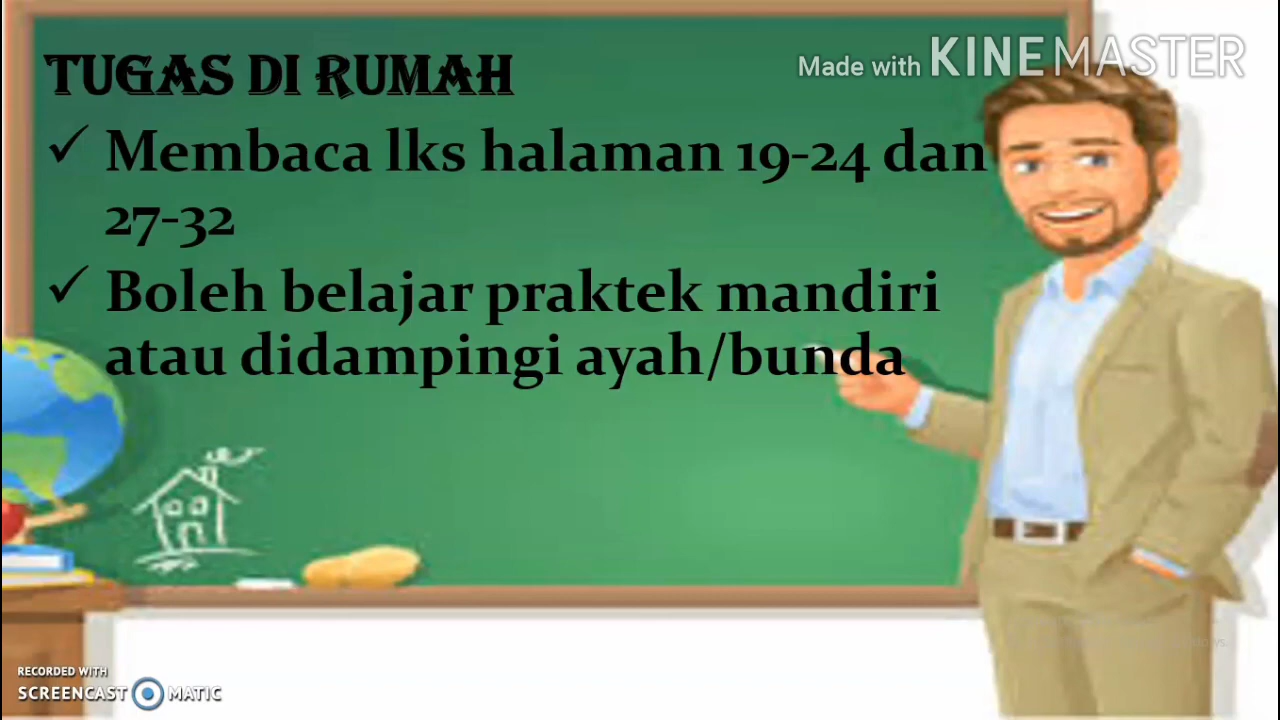 TUGAS DI RUMAH
Made with KINEMASTER
✓ Membaca lks halaman 19-24 dan
27-32
✓ Boleh belajar praktek mandiri
atau didampingi ayah/bunda
RECORDED WITH
SCREENCAST MATIC